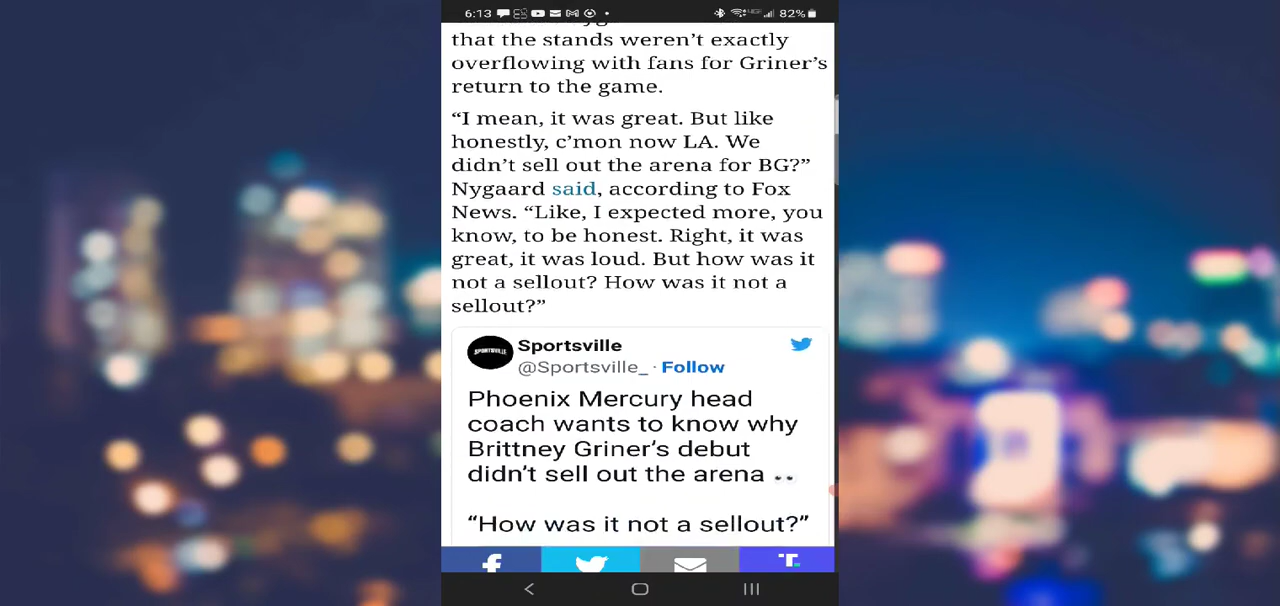 6:13
82%
that the stands weren’t exactly
overflowing with fans for Griner’s
return to the game.
“I mean, it was great. But like
honestly, c’mon now LA. We
didn’t sell out the arena for BG?”
Nygaard said, according to Fox
News. “Like, I expected more, you
know, to be honest. Right, it was
great, it was loud. But how was it
not a sellout? How was it not a
sellout?”
SPORTSVILLE
Sportsville
@Sportsville_ · Follow
Phoenix Mercury head
coach wants to know why
Brittney Griner’s debut
didn’t sell out the arena 👀
“How was it not a sellout?”